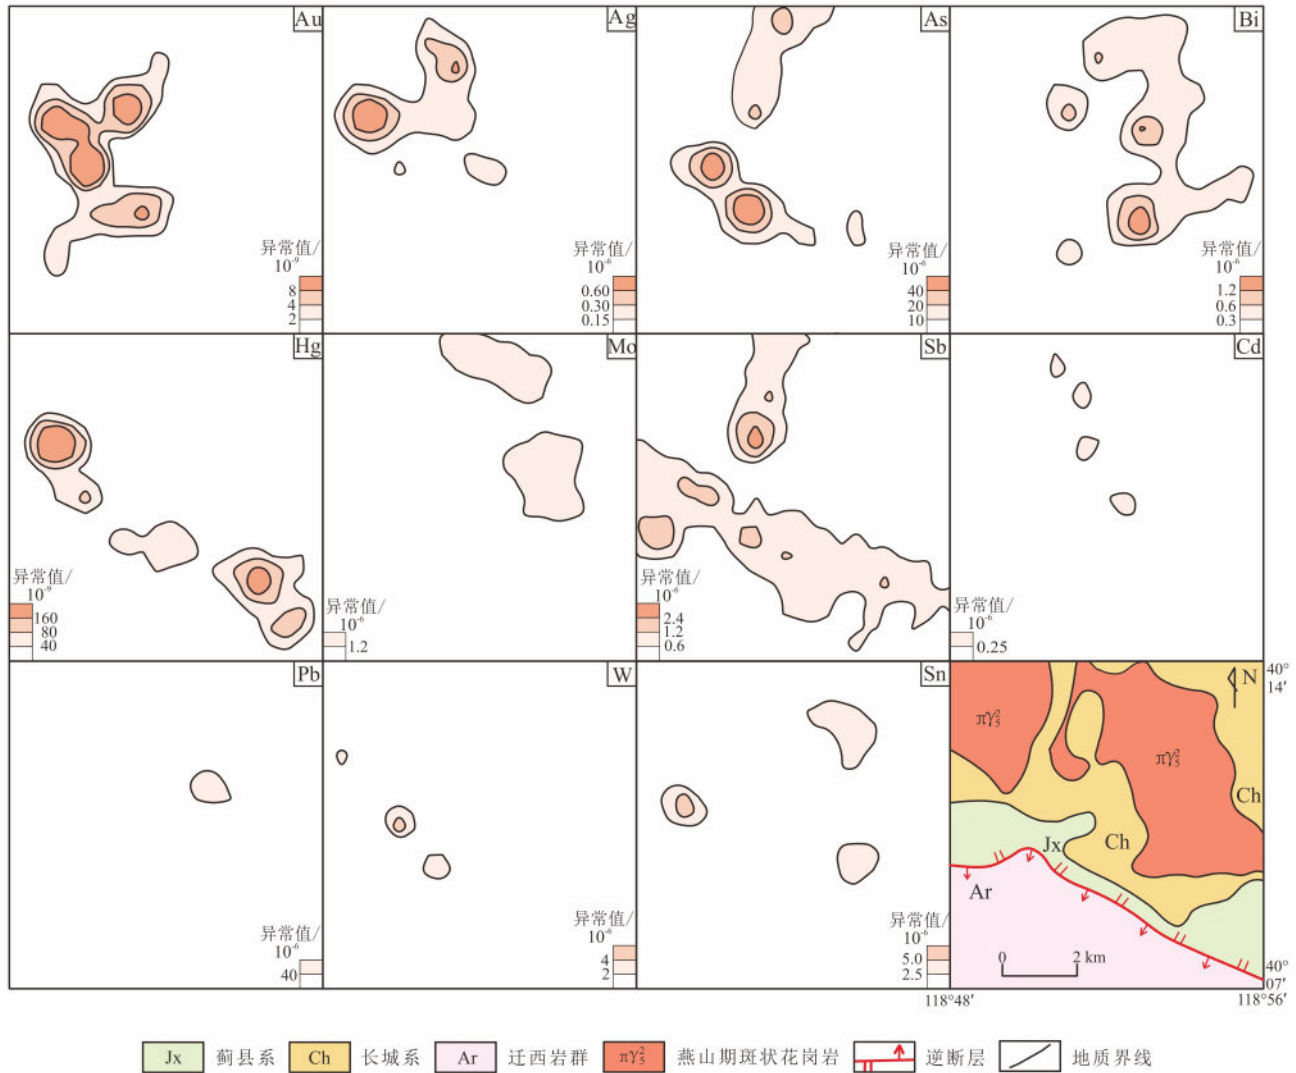 Au
异常值/
10⁻⁹
8
4
2
Ag
异常值/
10⁻⁶
0.60
0.30
0.15
As
异常值/
10⁻⁶
40
20
10
Bi
异常值/
10⁻⁶
1.2
0.6
0.3
Hg
异常值/
10⁻⁹
160
80
40
Mo
异常值/
10⁻⁶
1.2
Sb
异常值/
10⁻⁶
2.4
1.2
0.6
Cd
异常值/
10⁻⁶
0.25
Pb
异常值/
10⁻⁶
40
W
异常值/
10⁻⁶
4
2
Sn
异常值/
10⁻⁶
5.0
2.5
πγ₅²
πγ₅²
N
Ch
Jx
Ch
Ar
0 2 km
40°
14′
40°
07′
118°48′
118°56′
Jx 蓟县系 Ch 长城系 Ar 迁西岩群 πγ₅² 燕山期斑状花岗岩 逆断层 地质界线